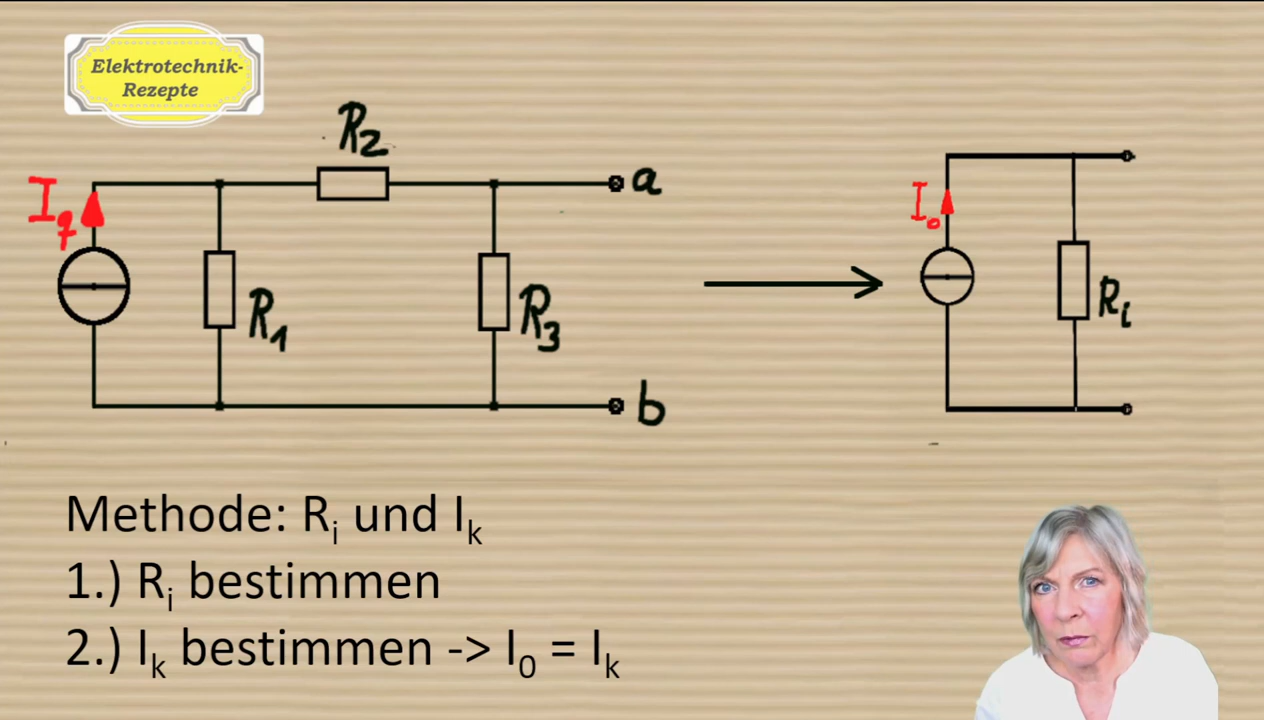 Elektrotechnik-
Rezepte
R2
Iq
a
I0
R1
R3
Ri
b
Methode: Ri und Ik
1.) Ri bestimmen
2.) Ik bestimmen -> I0 = Ik